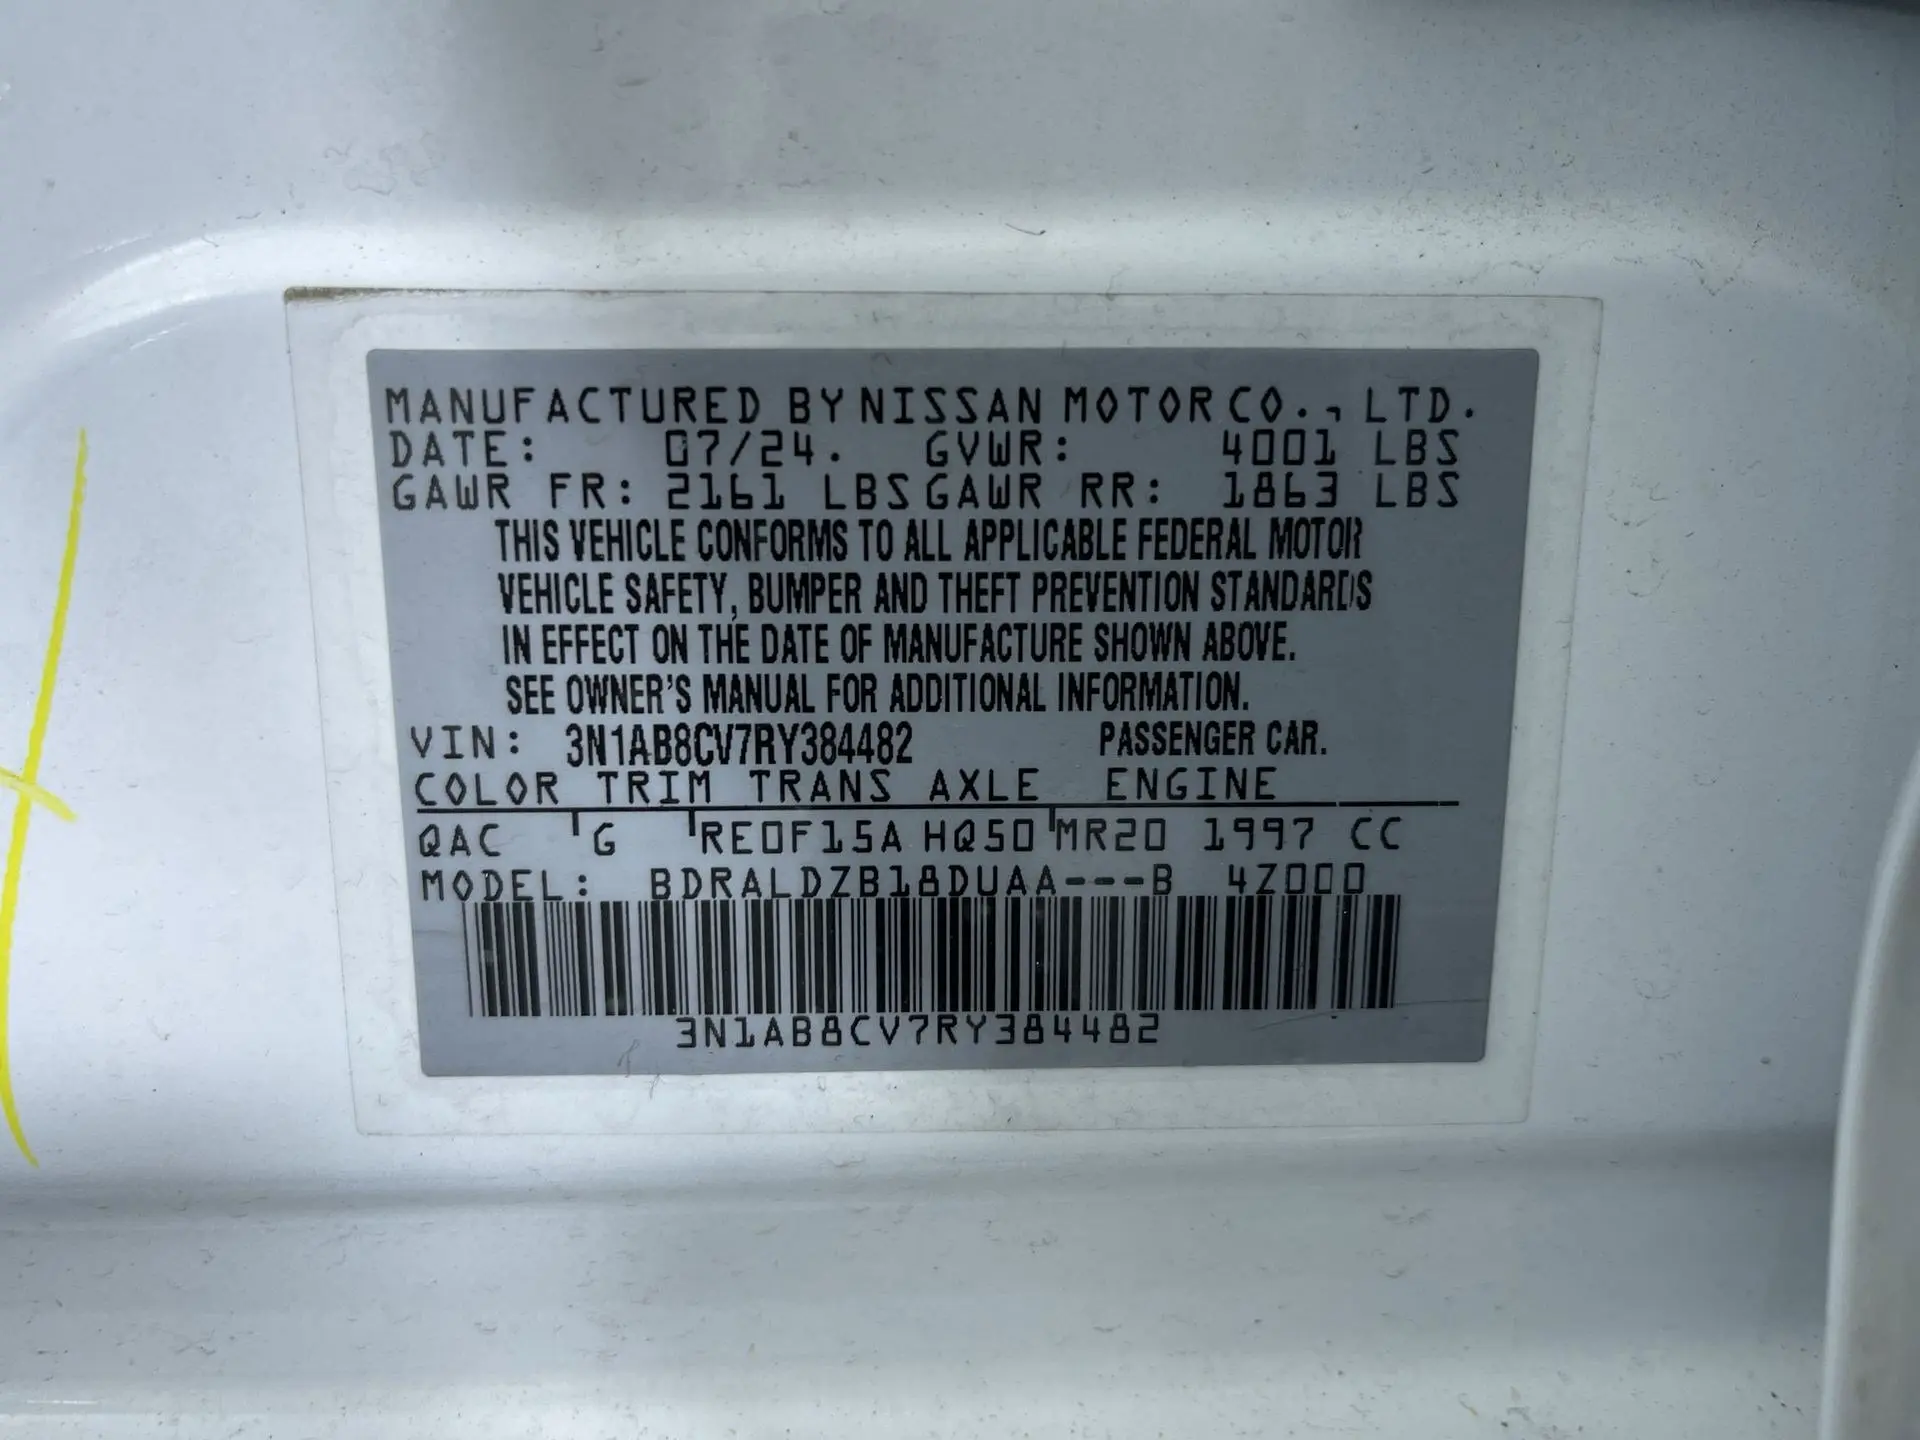 MANUFACTURED BY NISSAN MOTOR CO., LTD.
DATE: 07/24. GVWR: 4001 LBS
GAWR FR: 2161 LBS GAWR RR: 1863 LBS
THIS VEHICLE CONFORMS TO ALL APPLICABLE FEDERAL MOTOR
VEHICLE SAFETY, BUMPER AND THEFT PREVENTION STANDARDS
IN EFFECT ON THE DATE OF MANUFACTURE SHOWN ABOVE.
SEE OWNER'S MANUAL FOR ADDITIONAL INFORMATION.
VIN: 3N1AB8CV7RY384482 PASSENGER CAR.
COLOR TRIM TRANS AXLE ENGINE
QAC G RE0F15A HQ50 MR20 1997 CC
MODEL: BDRALDZB18DUAA---B 4Z000
3N1AB8CV7RY384482